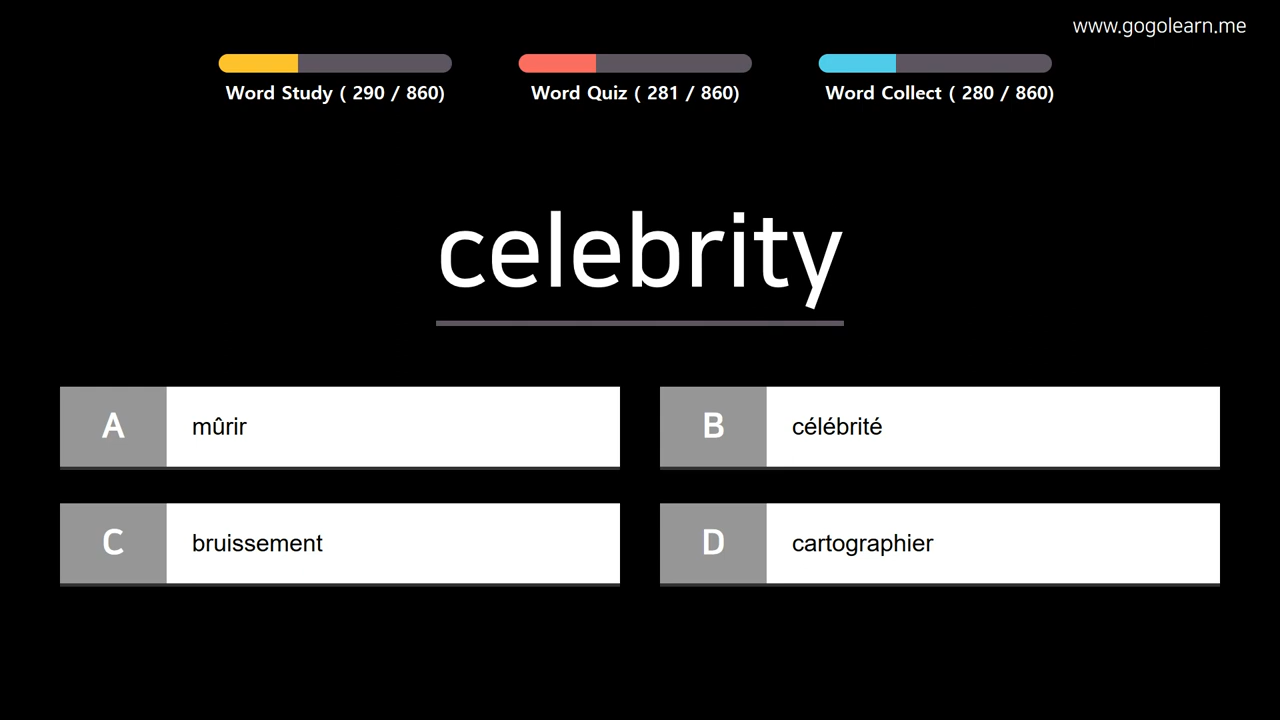 www.gogolearn.me
Word Study ( 290 / 860)
Word Quiz ( 281 / 860)
Word Collect ( 280 / 860)
celebrity
A mûrir
B célébrité
C bruissement
D cartographier